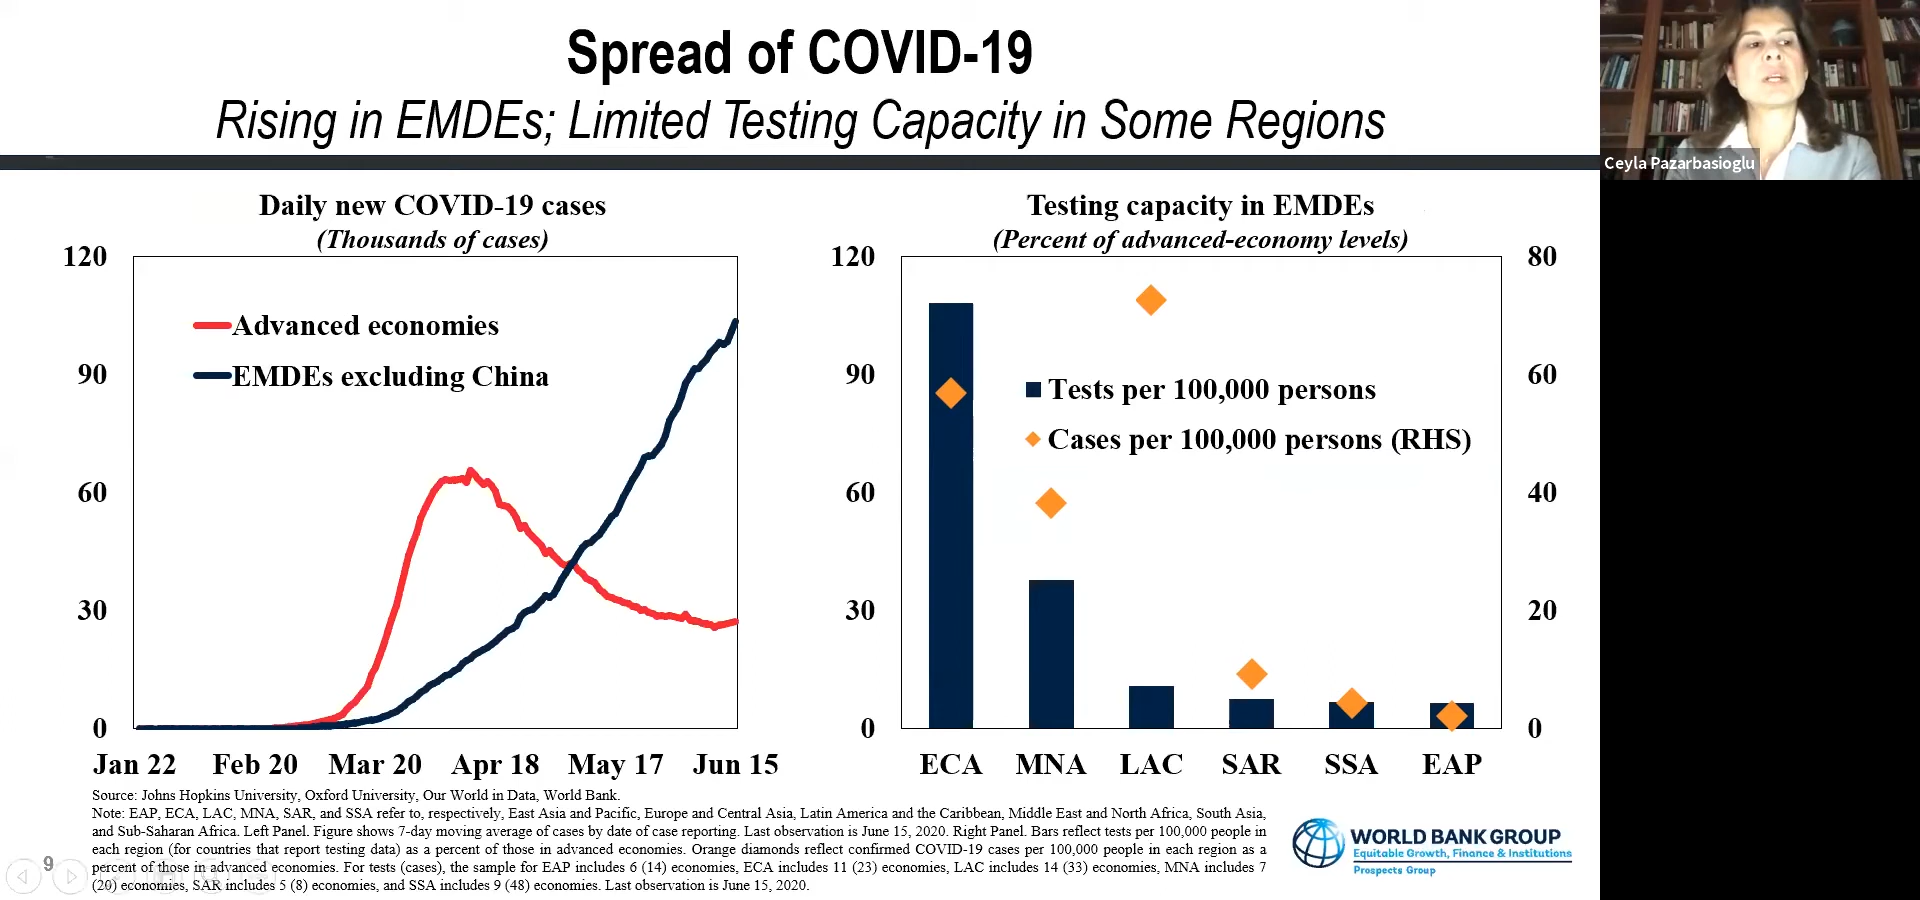 Spread of COVID-19
Rising in EMDEs; Limited Testing Capacity in Some Regions
Ceyla Pazarbasioglu
Daily new COVID-19 cases
(Thousands of cases)
120
90
60
30
0
Advanced economies
EMDEs excluding China
Jan 22 Feb 20 Mar 20 Apr 18 May 17 Jun 15
Testing capacity in EMDEs
(Percent of advanced-economy levels)
120
90
60
30
0
80
60
40
20
0
Tests per 100,000 persons
Cases per 100,000 persons (RHS)
ECA MNA LAC SAR SSA EAP
Source: Johns Hopkins University, Oxford University, Our World in Data, World Bank.
Note: EAP, ECA, LAC, MNA, SAR, and SSA refer to, respectively, East Asia and Pacific, Europe and Central Asia, Latin America and the Caribbean, Middle East and North Africa, South Asia,
and Sub-Saharan Africa. Left Panel. Figure shows 7-day moving average of cases by date of case reporting. Last observation is June 15, 2020. Right Panel. Bars reflect tests per 100,000 people in
each region (for countries that report testing data) as a percent of those in advanced economies. Orange diamonds reflect confirmed COVID-19 cases per 100,000 people in each region as a
percent of those in advanced economies. For tests (cases), the sample for EAP includes 6 (14) economies, ECA includes 11 (23) economies, LAC includes 14 (33) economies, MNA includes 7
(20) economies, SAR includes 5 (8) economies, and SSA includes 9 (48) economies. Last observation is June 15, 2020.
9
WORLD BANK GROUP
Equitable Growth, Finance & Institutions
Prospects Group